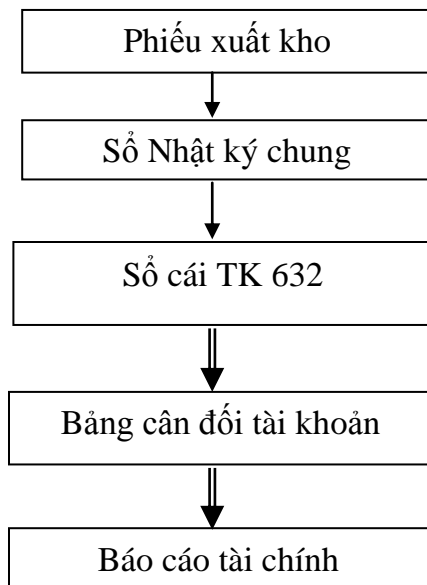 Phiếu xuất kho
Sổ Nhật ký chung
Sổ cái TK 632
Bảng cân đối tài khoản
Báo cáo tài chính